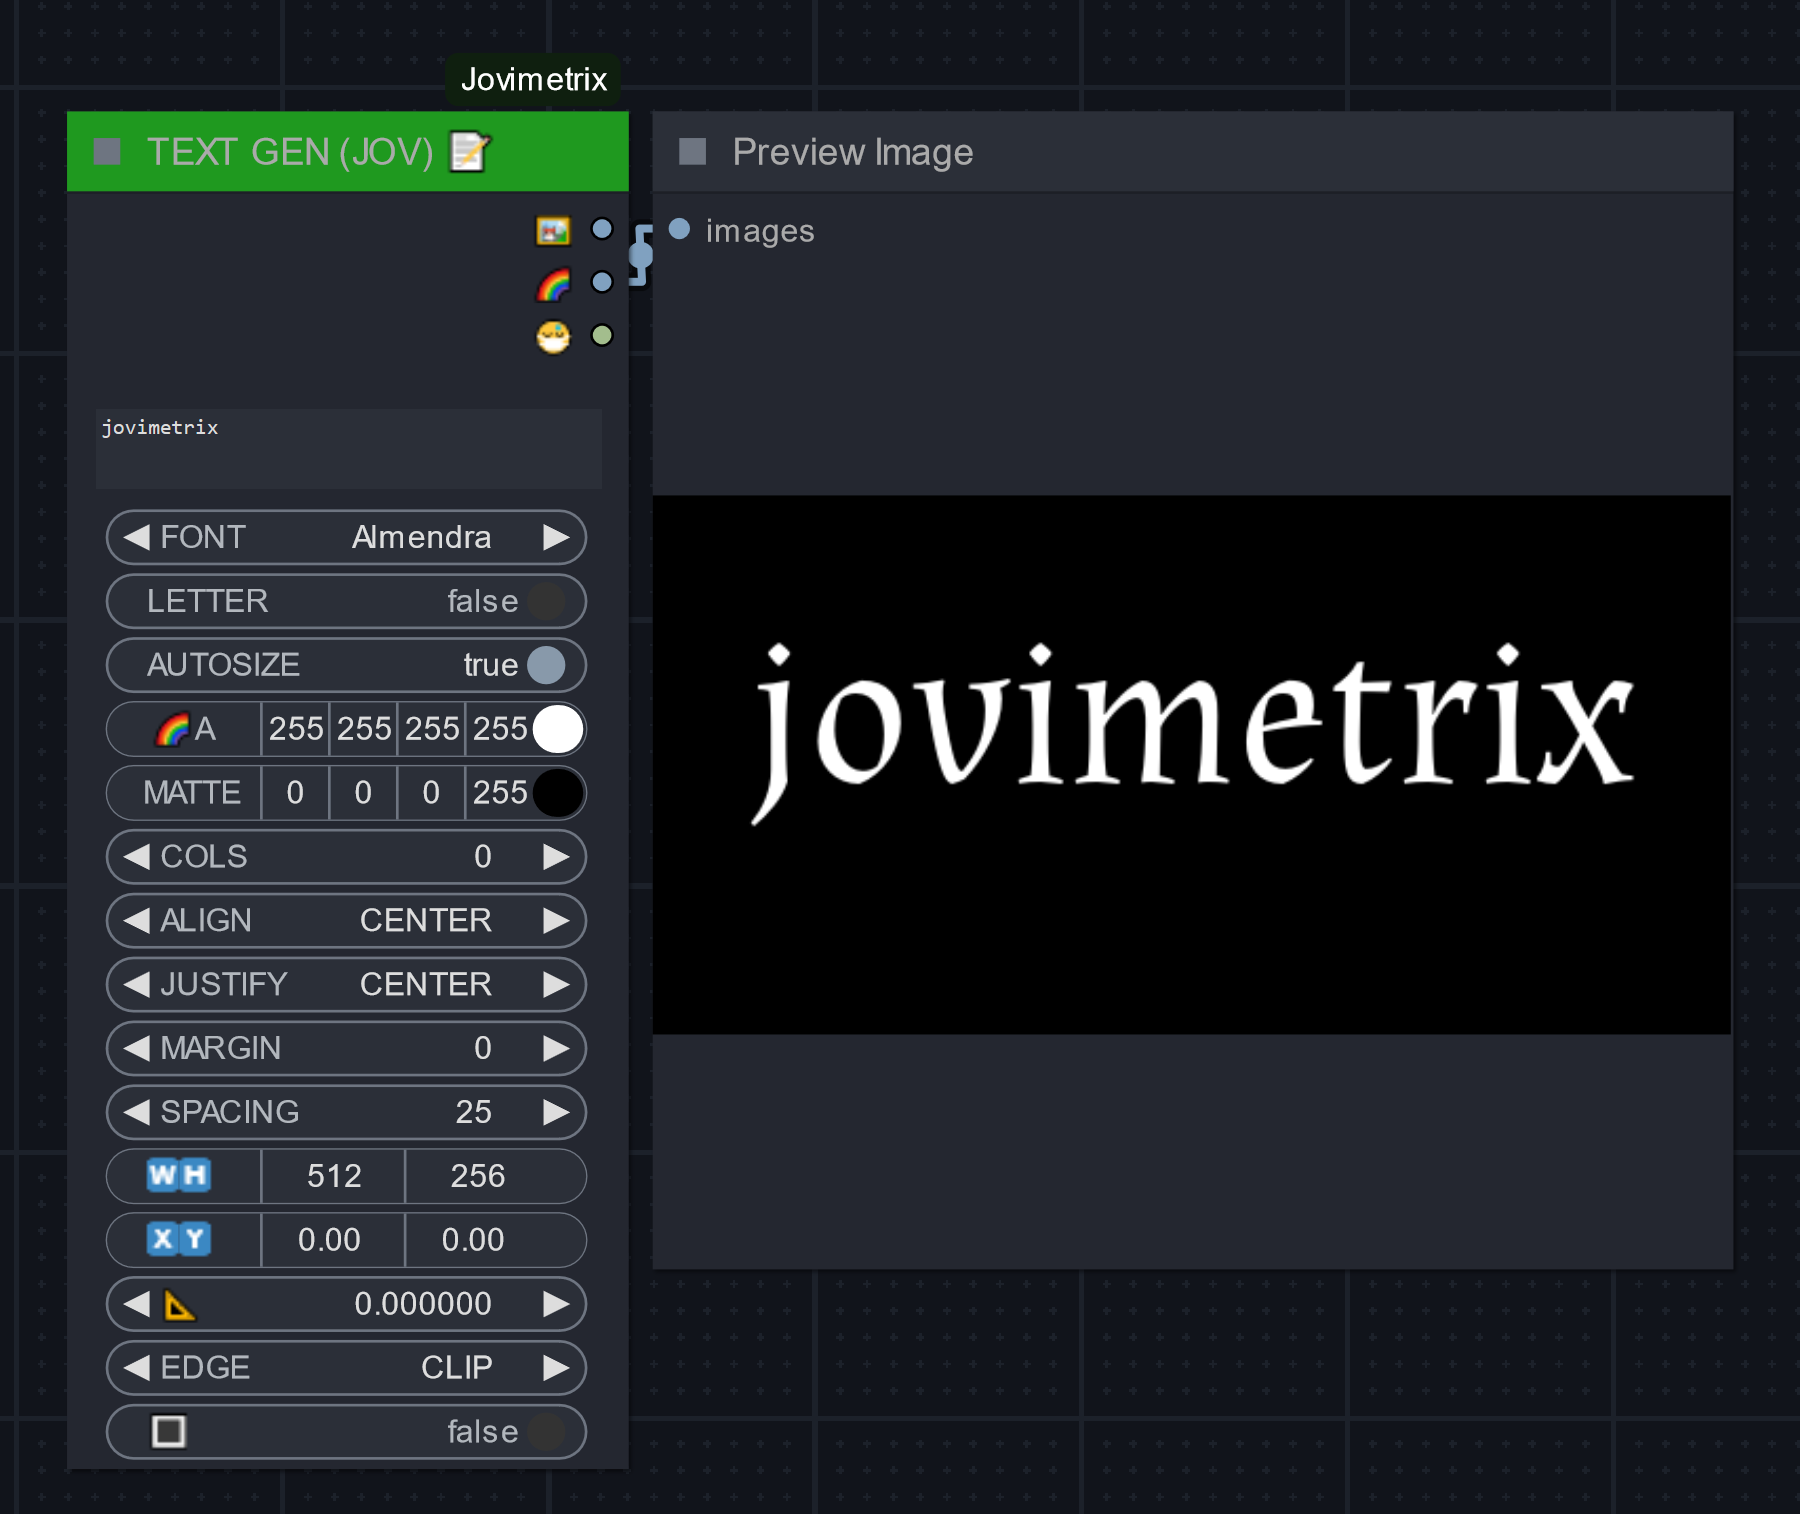 Jovimetrix
TEXT GEN (JOV)
Preview Image
images
jovimetrix
FONT Almendra
LETTER false
AUTOSIZE true
A 255 255 255 255
MATTE 0 0 0 255
COLS 0
ALIGN CENTER
JUSTIFY CENTER
MARGIN 0
SPACING 25
WH 512 256
XY 0.00 0.00
0.000000
EDGE CLIP
false
jovimetrix